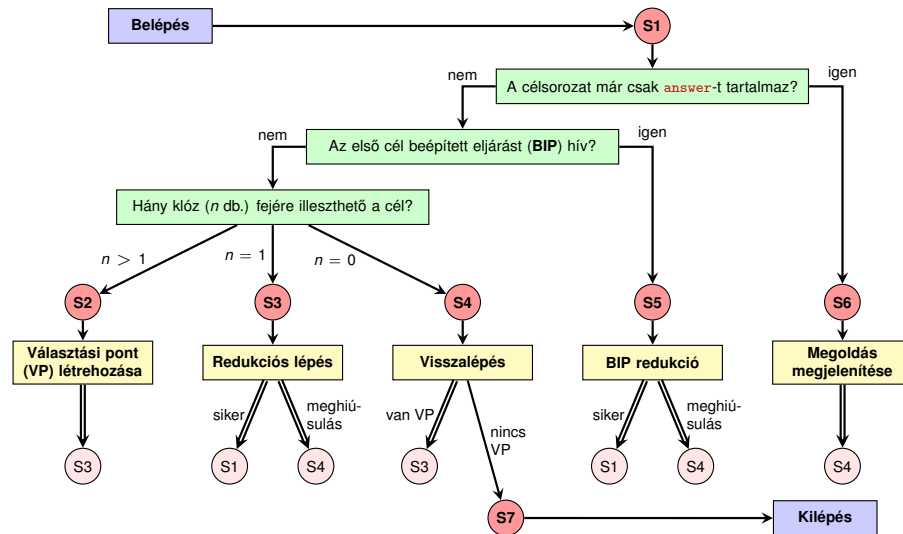 Belépés
S1
A célsorozat már csak answer-t tartalmaz?
nem
igen
Az első cél beépített eljárást (BIP) hív?
nem
igen
Hány klóz (n db.) fejére illeszthető a cél?
n > 1
n = 1
n = 0
S2
S3
S4
S5
S6
Választási pont
(VP) létrehozása
Redukciós lépés
Visszalépés
BIP redukció
Megoldás
megjelenítése
siker
meghiú-
sulás
van VP
nincs
VP
siker
meghiú-
sulás
S3
S1
S4
S3
S1
S4
S4
S7
Kilépés